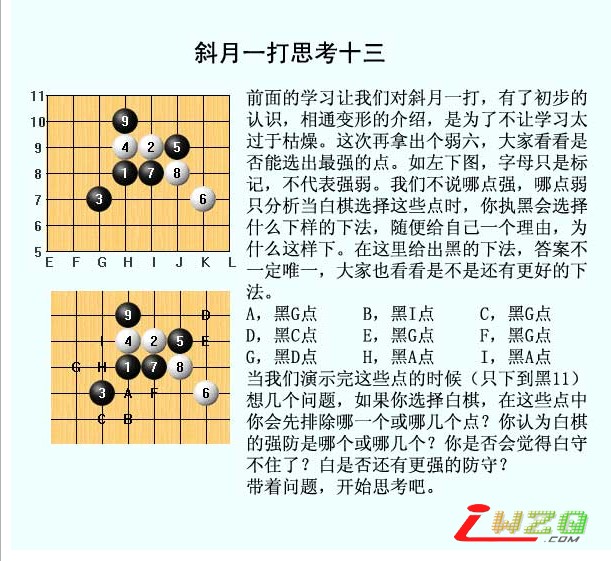 斜月一打思考十三
前面的学习让我们对斜月一打，有了初步的
认识，相通变形的介绍，是为了不让学习太
过于枯燥。这次再拿出个弱六，大家看看是
否能选出最强的点。如左下图，字母只是标
记，不代表强弱。我们不说哪点强，哪点弱
只分析当白棋选择这些点时，你执黑会选择
什么下样的下法，随便给自己一个理由，为
什么这样下。在这里给出黑的下法，答案不
一定唯一，大家也看看是不是还有更好的下
法。
A，黑G点 B，黑I点 C，黑G点
D，黑C点 E，黑G点 F，黑G点
G，黑D点 H，黑A点 I，黑A点
当我们演示完这些点的时候（只下到黑11）
想几个问题，如果你选择白棋，在这些点中
你会先排除哪一个或哪几个点？你认为白棋
的强防是哪个或哪几个？你是否会觉得白守
不住了？白是否还有更强的防守？
带着问题，开始思考吧。
11
10 9
9 4 2 5
8 1 7 8
7 3 6
6
5
E F G H I J K L
9 D
I 4 2 5 E
G H 1 7 8
3 A F 6
C B
iWZQ
.COM